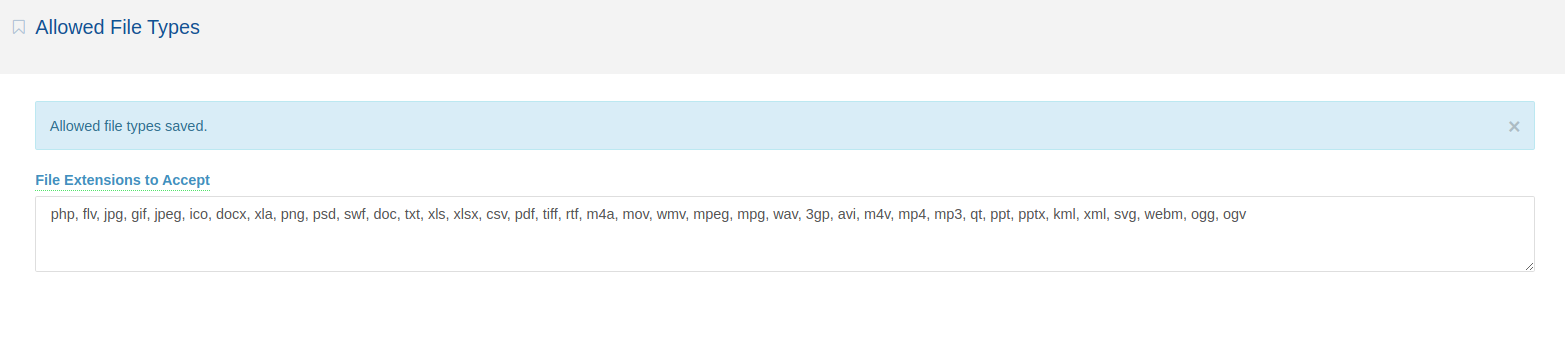 Allowed File Types
Allowed file types saved.
×
File Extensions to Accept
php, flv, jpg, gif, jpeg, ico, docx, xla, png, psd, swf, doc, txt, xls, xlsx, csv, pdf, tiff, rtf, m4a, mov, wmv, mpeg, mpg, wav, 3gp, avi, m4v, mp4, mp3, qt, ppt, pptx, kml, xml, svg, webm, ogg, ogv